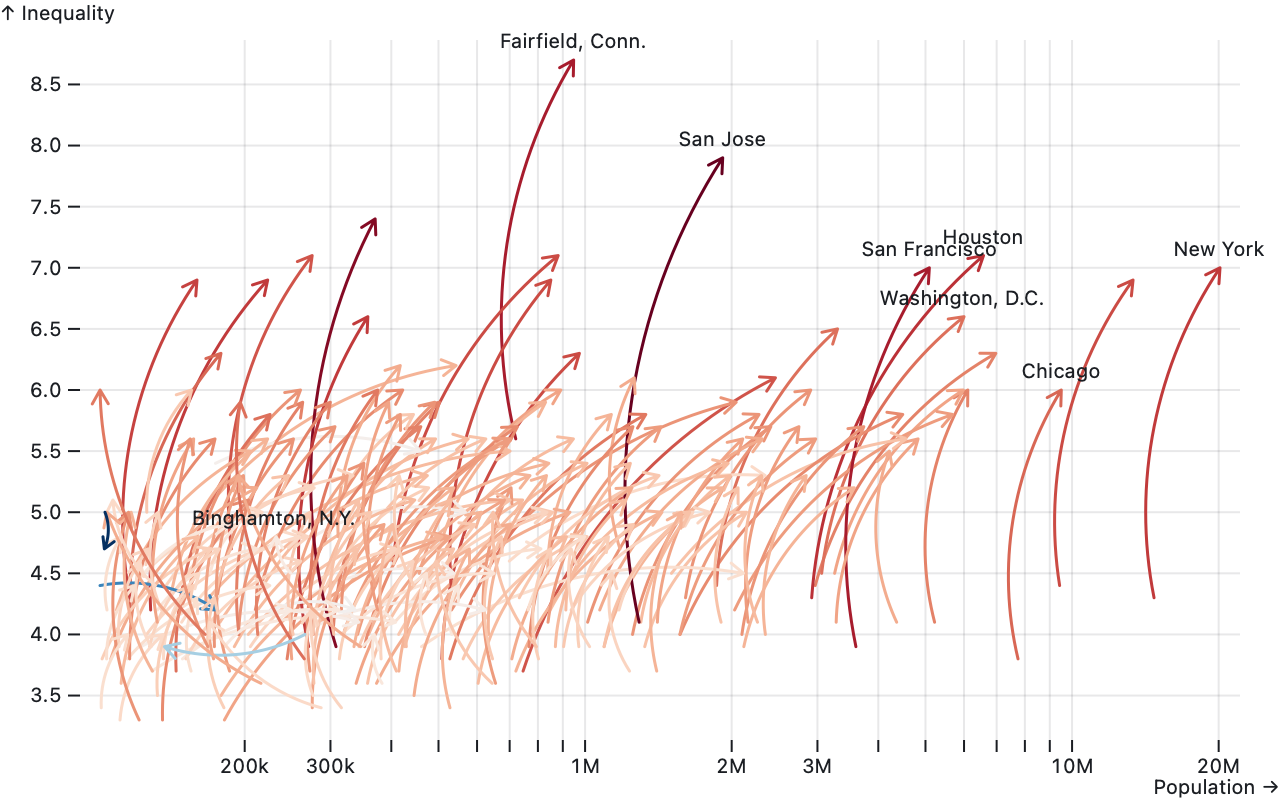 ↑ Inequality
Fairfield, Conn.
8.5
San Jose
8.0
7.5
Houston
San Francisco
New York
7.0
Washington, D.C.
6.5
Chicago
6.0
5.5
5.0
Binghamton, N.Y.
4.5
4.0
3.5
200k 300k 1M 2M 3M 10M 20M
Population →